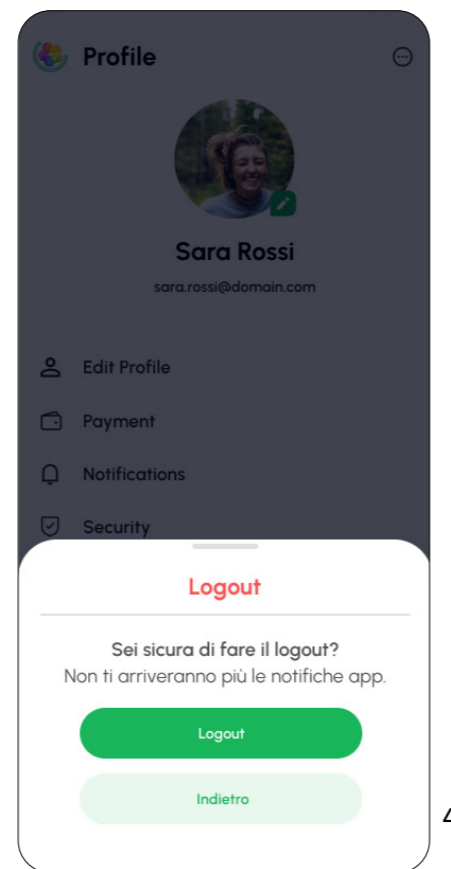 Profile
Sara Rossi
sara.rossi@domain.com
Edit Profile
Payment
Notifications
Security
Logout
Sei sicura di fare il logout?
Non ti arriveranno più le notifiche app.
Logout
Indietro